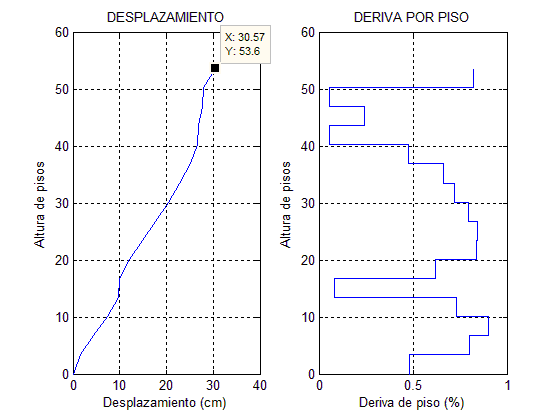 DESPLAZAMIENTO
X: 30.57
Y: 53.6
60
50
40
30
20
10
0
Altura de pisos
0 10 20 30 40
Desplazamiento (cm)
DERIVA POR PISO
60
50
40
30
20
10
0
Altura de pisos
0 0.5 1
Deriva de piso (%)